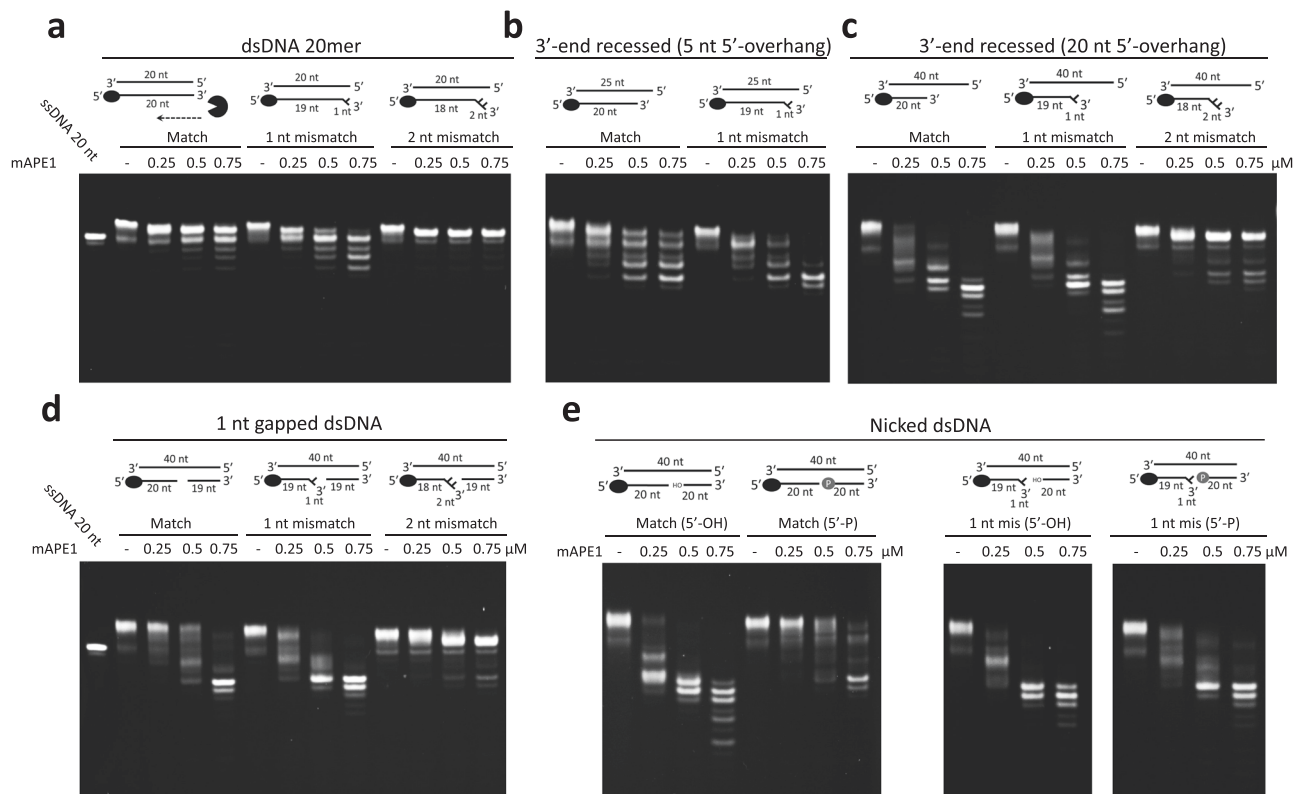 a
dsDNA 20mer
20 nt
3’ 5’
5’ 3’
20 nt
20 nt
3’ 5’
5’ 3’
19 nt 1 nt
20 nt
3’ 5’
5’ 3’
18 nt 2 nt
ssDNA 20 nt
Match 1 nt mismatch 2 nt mismatch
mAPE1 - 0.25 0.5 0.75 - 0.25 0.5 0.75 - 0.25 0.5 0.75
b
3’-end recessed (5 nt 5’-overhang)
25 nt
3’ 5’
5’ 3’
20 nt
25 nt
3’ 5’
5’ 3’
19 nt 1 nt
Match 1 nt mismatch
- 0.25 0.5 0.75 - 0.25 0.5 0.75
c
3’-end recessed (20 nt 5’-overhang)
40 nt
3’ 5’
5’ 3’
20 nt
40 nt
3’ 5’
5’ 3’
19 nt
1 nt
40 nt
3’ 5’
5’ 3’
18 nt
2 nt
Match 1 nt mismatch 2 nt mismatch
- 0.25 0.5 0.75 - 0.25 0.5 0.75 - 0.25 0.5 0.75 μM
d
1 nt gapped dsDNA
40 nt
3’ 5’
5’ 3’
20 nt 19 nt
40 nt
3’ 5’
5’ 3’
19 nt 3’ 19 nt
1 nt
40 nt
3’ 5’
5’ 3’
18 nt 3’ 19 nt
2 nt
ssDNA 20 nt
Match 1 nt mismatch 2 nt mismatch
mAPE1 - 0.25 0.5 0.75 - 0.25 0.5 0.75 - 0.25 0.5 0.75 μM
e
Nicked dsDNA
40 nt
3’ 5’
5’ HO 3’
20 nt 20 nt
40 nt
3’ 5’
5’ P 3’
20 nt 20 nt
40 nt
3’ 5’
5’ HO 3’
19 nt 3’ 20 nt
1 nt
40 nt
3’ 5’
5’ P 3’
19 nt 3’ 20 nt
1 nt
Match (5’-OH) Match (5’-P) 1 nt mis (5’-OH) 1 nt mis (5’-P)
mAPE1 - 0.25 0.5 0.75 - 0.25 0.5 0.75 μM - 0.25 0.5 0.75 - 0.25 0.5 0.75 μM